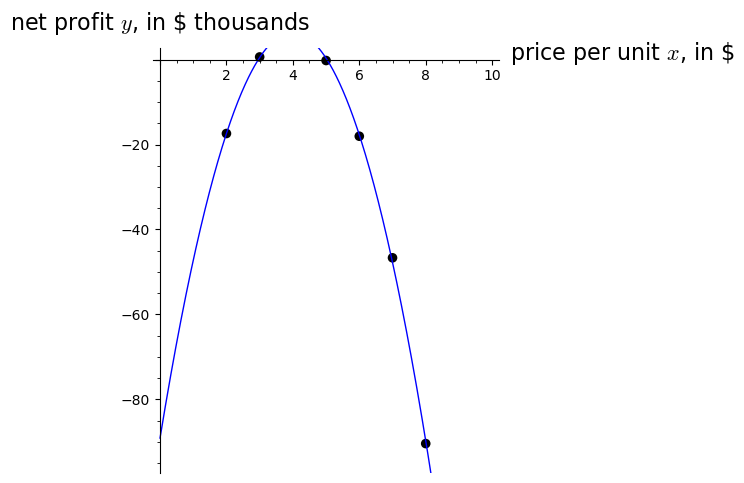 net profit y, in $ thousands
price per unit x, in $
2 4 6 8 10
−20
−40
−60
−80